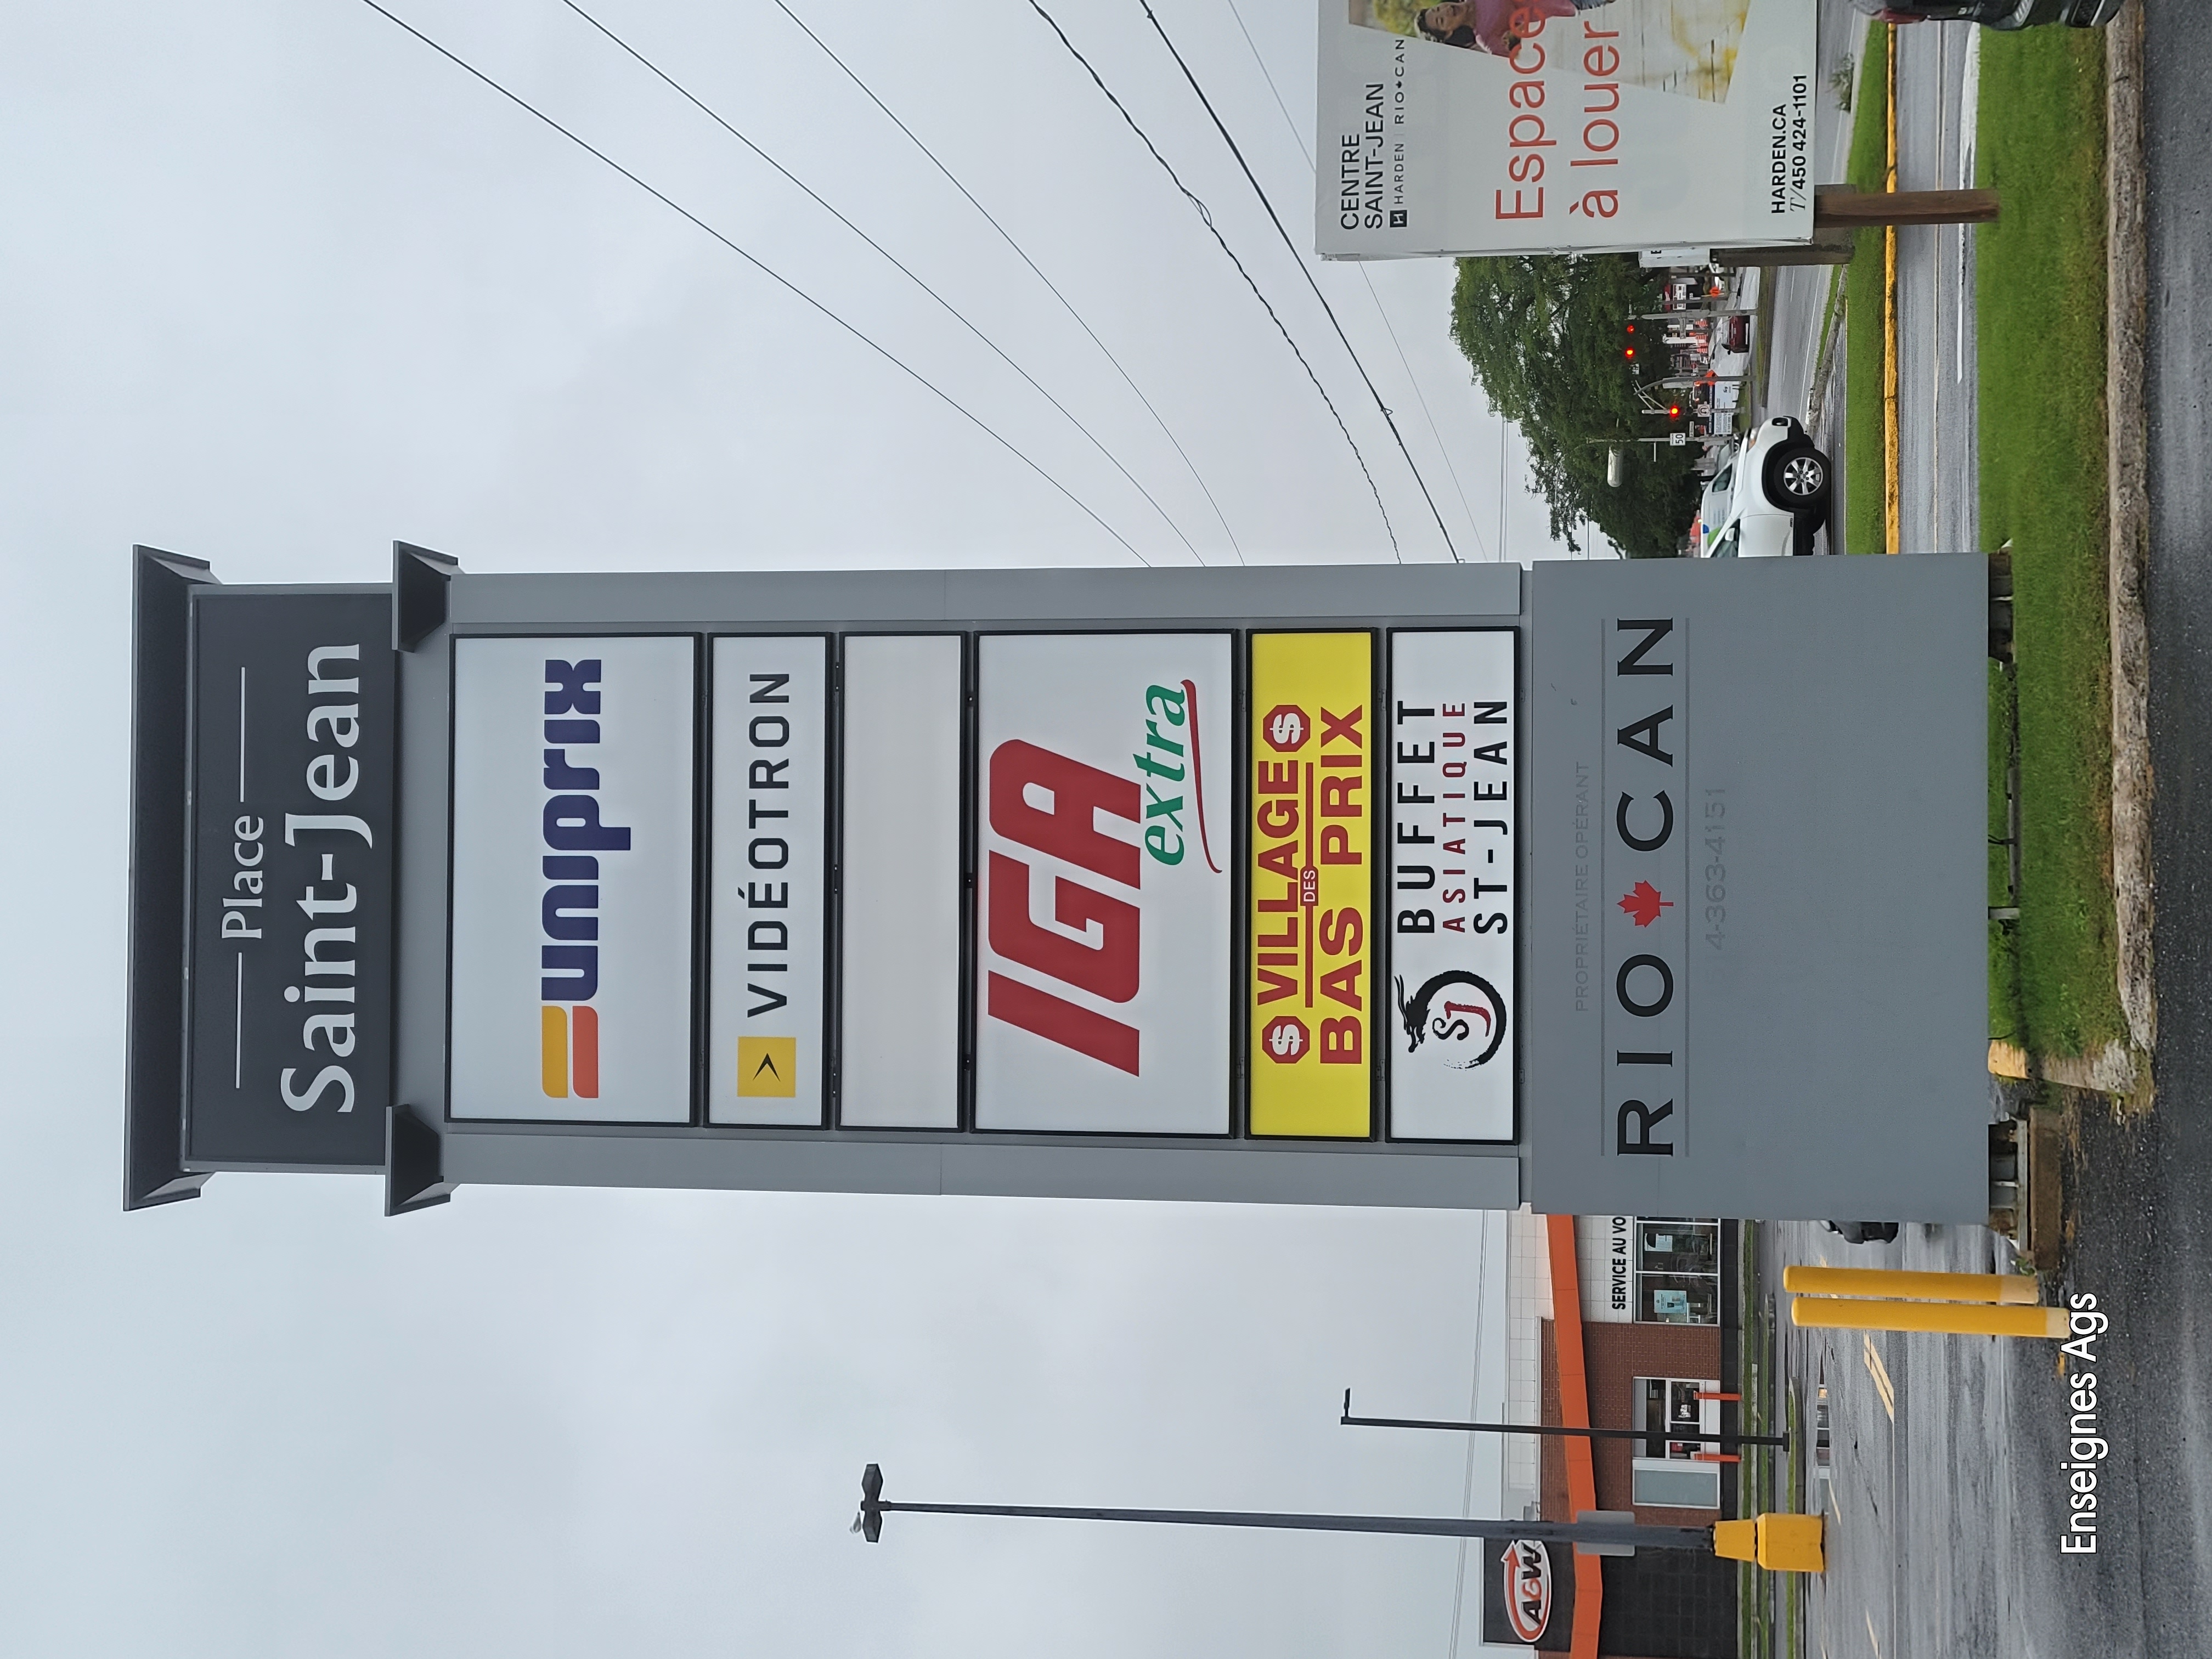 Place
Saint-Jean
uniprix
VIDÉOTRON
IGA
extra
$ VILLAGE $
DES
BAS PRIX
SJ
BUFFET
ASIATIQUE
ST-JEAN
PROPRIÉTAIRE OPÉRANT
RIO CAN
4-363-4151
A&W
SERVICE AU VO
CENTRE
SAINT-JEAN
H HARDEN | RIO CAN
Espace
à louer
HARDEN.CA
T/450 424-1101
50
Enseignes Ags